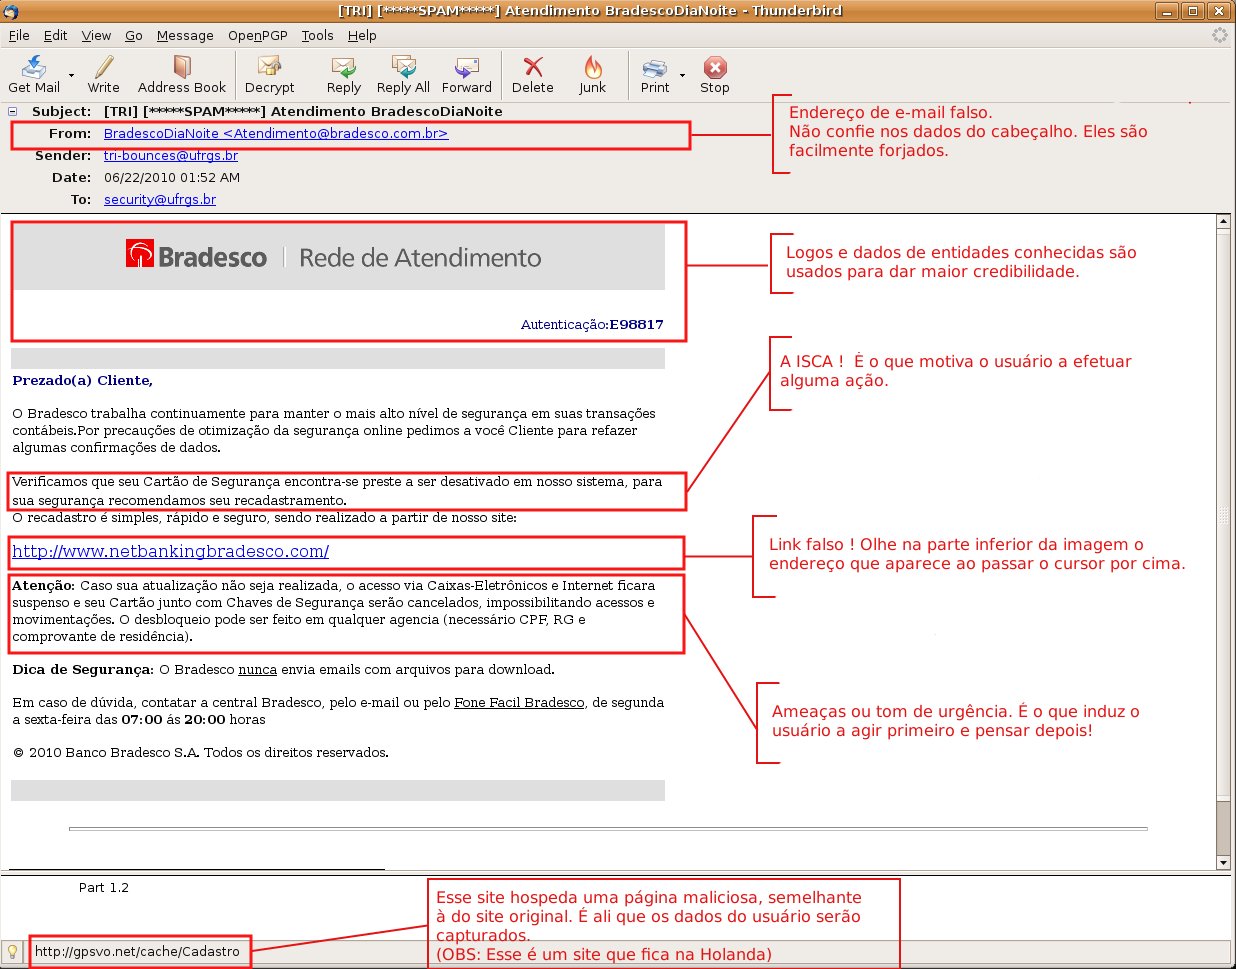 [TRI] [*****SPAM*****] Atendimento BradescoDiaNoite - Thunderbird
File Edit View Go Message OpenPGP Tools Help
Get Mail Write Address Book Decrypt Reply Reply All Forward Delete Junk Print Stop
Subject: [TRI] [*****SPAM*****] Atendimento BradescoDiaNoite
From: BradescoDiaNoite <Atendimento@bradesco.com.br>
Sender: tri-bounces@ufrgs.br
Date: 06/22/2010 01:52 AM
To: security@ufrgs.br
Endereço de e-mail falso.
Não confie nos dados do cabeçalho. Eles são
facilmente forjados.
Bradesco | Rede de Atendimento
Autenticação:E98817
Logos e dados de entidades conhecidas são
usados para dar maior credibilidade.
Prezado(a) Cliente,
O Bradesco trabalha continuamente para manter o mais alto nível de segurança em suas transações
contábeis.Por precauções de otimização da segurança online pedimos a você Cliente para refazer
algumas confirmações de dados.
A ISCA ! É o que motiva o usuário a efetuar
alguma ação.
Verificamos que seu Cartão de Segurança encontra-se preste a ser desativado em nosso sistema, para
sua segurança recomendamos seu recadastramento.
O recadastro é simples, rápido e seguro, sendo realizado a partir de nosso site:
http://www.netbankingbradesco.com/
Link falso ! Olhe na parte inferior da imagem o
endereço que aparece ao passar o cursor por cima.
Atenção: Caso sua atualização não seja realizada, o acesso via Caixas-Eletrônicos e Internet ficara
suspenso e seu Cartão junto com Chaves de Segurança serão cancelados, impossibilitando acessos e
movimentações. O desbloqueio pode ser feito em qualquer agencia (necessário CPF, RG e
comprovante de residência).
Dica de Segurança: O Bradesco nunca envia emails com arquivos para download.
Em caso de dúvida, contatar a central Bradesco, pelo e-mail ou pelo Fone Facil Bradesco, de segunda
a sexta-feira das 07:00 ás 20:00 horas
Ameaças ou tom de urgência. É o que induz o
usuário a agir primeiro e pensar depois!
© 2010 Banco Bradesco S.A. Todos os direitos reservados.
Part 1.2
Esse site hospeda uma página maliciosa, semelhante
à do site original. É ali que os dados do usuário serão
capturados.
(OBS: Esse é um site que fica na Holanda)
http://gpsvo.net/cache/Cadastro